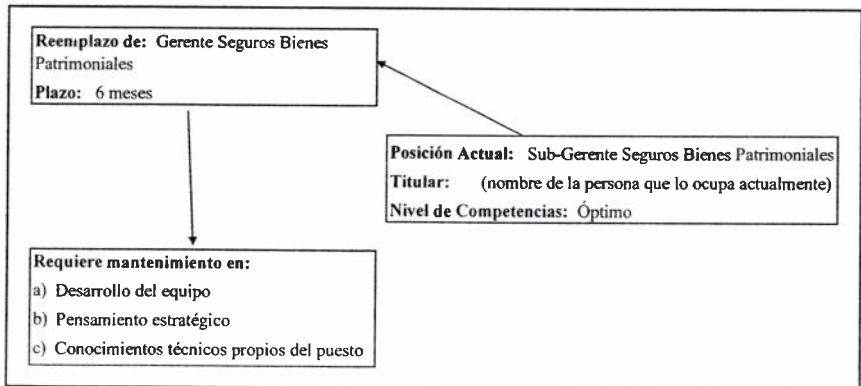 Reemplazo de: Gerente Seguros Bienes
Patrimoniales
Plazo: 6 meses
Posición Actual: Sub-Gerente Seguros Bienes Patrimoniales
Titular: (nombre de la persona que lo ocupa actualmente)
Nivel de Competencias: Óptimo
Requiere mantenimiento en:
a) Desarrollo del equipo
b) Pensamiento estratégico
c) Conocimientos técnicos propios del puesto